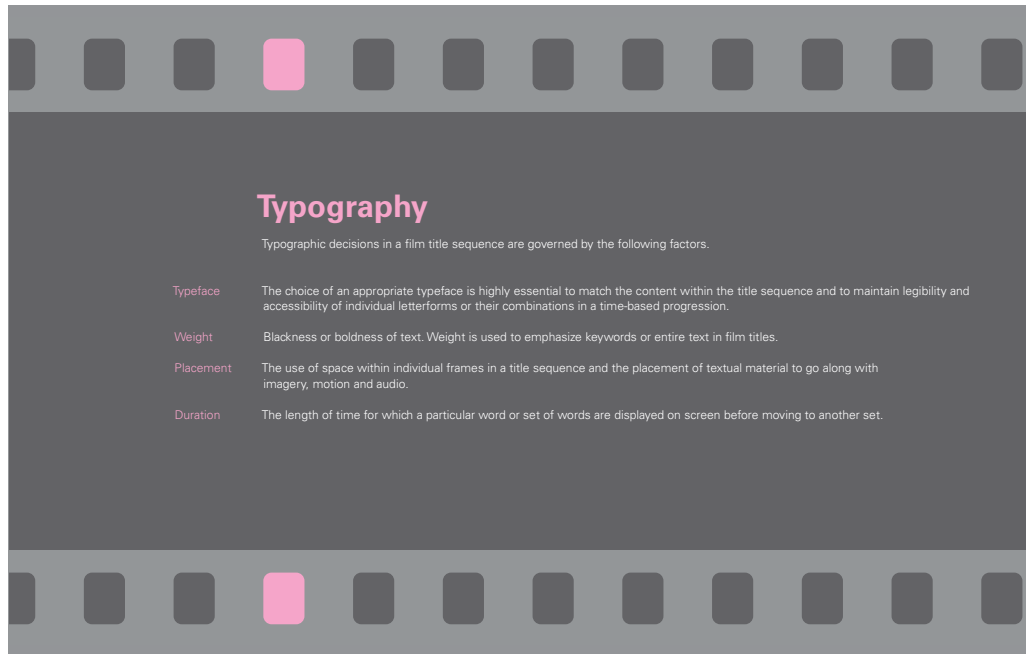 Typography
Typographic decisions in a film title sequence are governed by the following factors.
Typeface The choice of an appropriate typeface is highly essential to match the content within the title sequence and to maintain legibility and
accessibility of individual letterforms or their combinations in a time-based progression.
Weight Blackness or boldness of text. Weight is used to emphasize keywords or entire text in film titles.
Placement The use of space within individual frames in a title sequence and the placement of textual material to go along with
imagery, motion and audio.
Duration The length of time for which a particular word or set of words are displayed on screen before moving to another set.